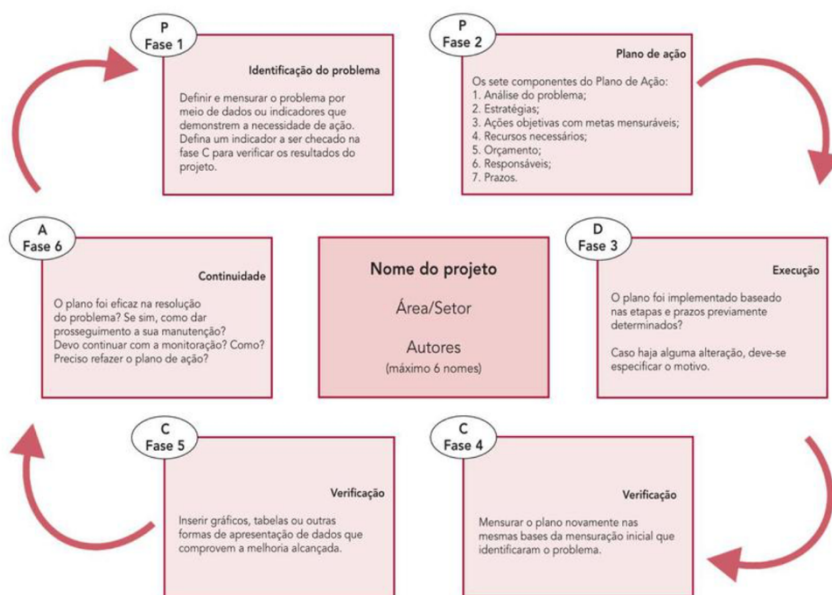 P
Fase 1
Identificação do problema
Definir e mensurar o problema por
meio de dados ou indicadores que
demonstrem a necessidade de ação.
Defina um indicador a ser checado na
fase C para verificar os resultados do
projeto.
P
Fase 2
Plano de ação
Os sete componentes do Plano de Ação:
1. Análise do problema;
2. Estratégias;
3. Ações objetivas com metas mensuráveis;
4. Recursos necessários;
5. Orçamento;
6. Responsáveis;
7. Prazos.
A
Fase 6
Continuidade
O plano foi eficaz na resolução
do problema? Se sim, como dar
prosseguimento a sua manutenção?
Devo continuar com a monitoração? Como?
Preciso refazer o plano de ação?
Nome do projeto
Área/Setor
Autores
(máximo 6 nomes)
D
Fase 3
Execução
O plano foi implementado baseado
nas etapas e prazos previamente
determinados?
Caso haja alguma alteração, deve-se
especificar o motivo.
C
Fase 5
Verificação
Inserir gráficos, tabelas ou outras
formas de apresentação de dados que
comprovem a melhoria alcançada.
C
Fase 4
Verificação
Mensurar o plano novamente nas
mesmas bases da mensuração inicial que
identificaram o problema.